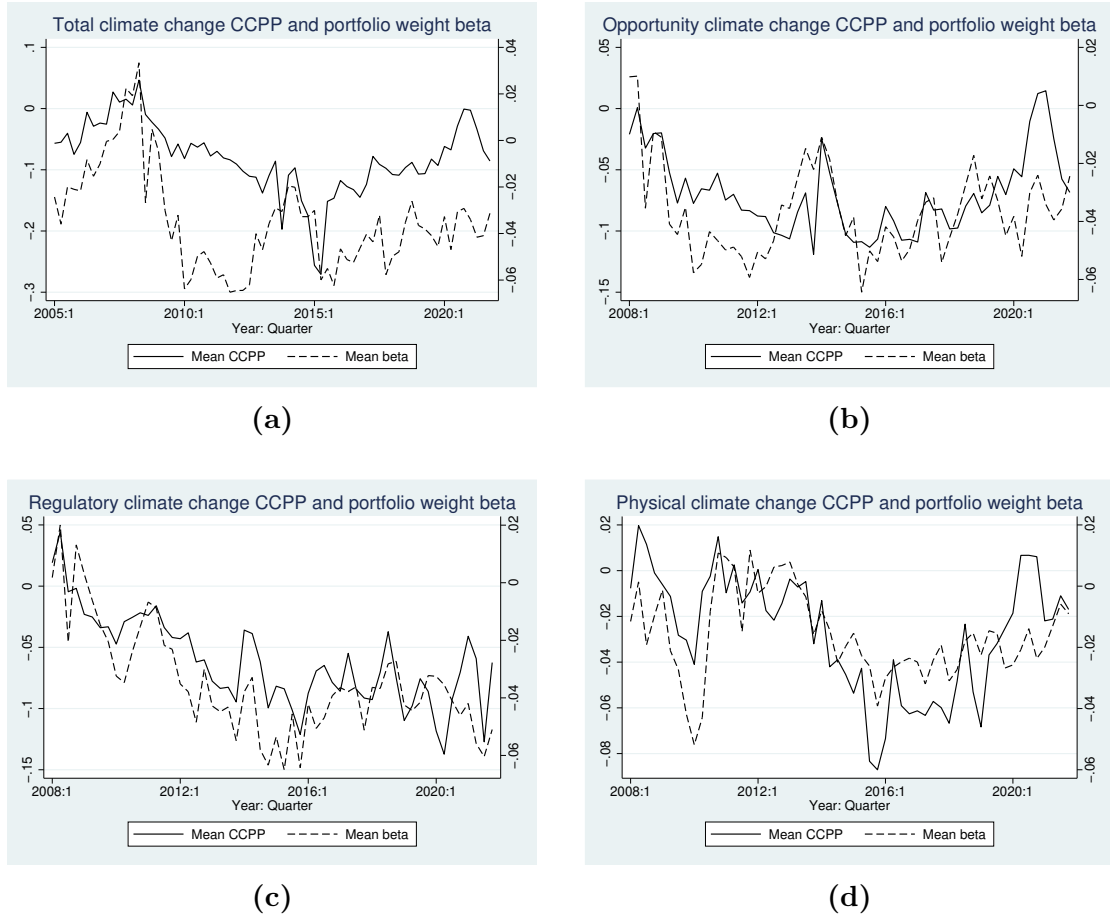 Total climate change CCPP and portfolio weight beta
.1
0
−.1
−.2
−.3
.04
.02
0
−.02
−.04
−.06
2005:1 2010:1 2015:1 2020:1
Year: Quarter
Mean CCPP Mean beta
(a)
Opportunity climate change CCPP and portfolio weight beta
.05
0
−.05
−.1
−.15
.02
0
−.02
−.04
−.06
2008:1 2012:1 2016:1 2020:1
Year: Quarter
Mean CCPP Mean beta
(b)
Regulatory climate change CCPP and portfolio weight beta
.05
0
−.05
−.1
−.15
.02
0
−.02
−.04
−.06
2008:1 2012:1 2016:1 2020:1
Year: Quarter
Mean CCPP Mean beta
(c)
Physical climate change CCPP and portfolio weight beta
.02
0
−.02
−.04
−.06
−.08
.02
0
−.02
−.04
−.06
2008:1 2012:1 2016:1 2020:1
Year: Quarter
Mean CCPP Mean beta
(d)